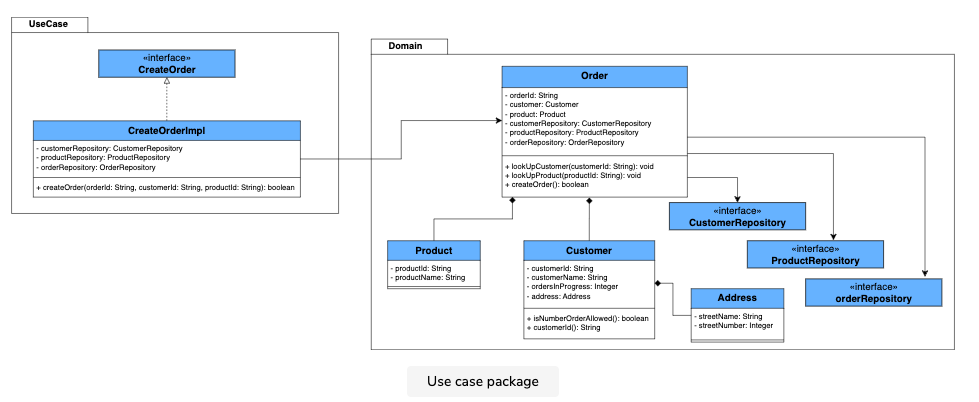 UseCase
«interface»
CreateOrder
CreateOrderImpl
- customerRepository: CustomerRepository
- productRepository: ProductRepository
- orderRepository: OrderRepository
+ createOrder(orderId: String, customerId: String, productId: String): boolean
Domain
Order
- orderId: String
- customer: Customer
- product: Product
- customerRepository: CustomerRepository
- productRepository: ProductRepository
- orderRepository: OrderRepository
+ lookUpCustomer(customerId: String): void
+ lookUpProduct(productId: String): void
+ createOrder(): boolean
«interface»
CustomerRepository
«interface»
ProductRepository
«interface»
orderRepository
Product
- productId: String
- productName: String
Customer
- customerId: String
- customerName: String
- ordersInProgress: Integer
- address: Address
+ isNumberOrderAllowed(): boolean
+ customerId(): String
Address
- streetName: String
- streetNumber: Integer
Use case package